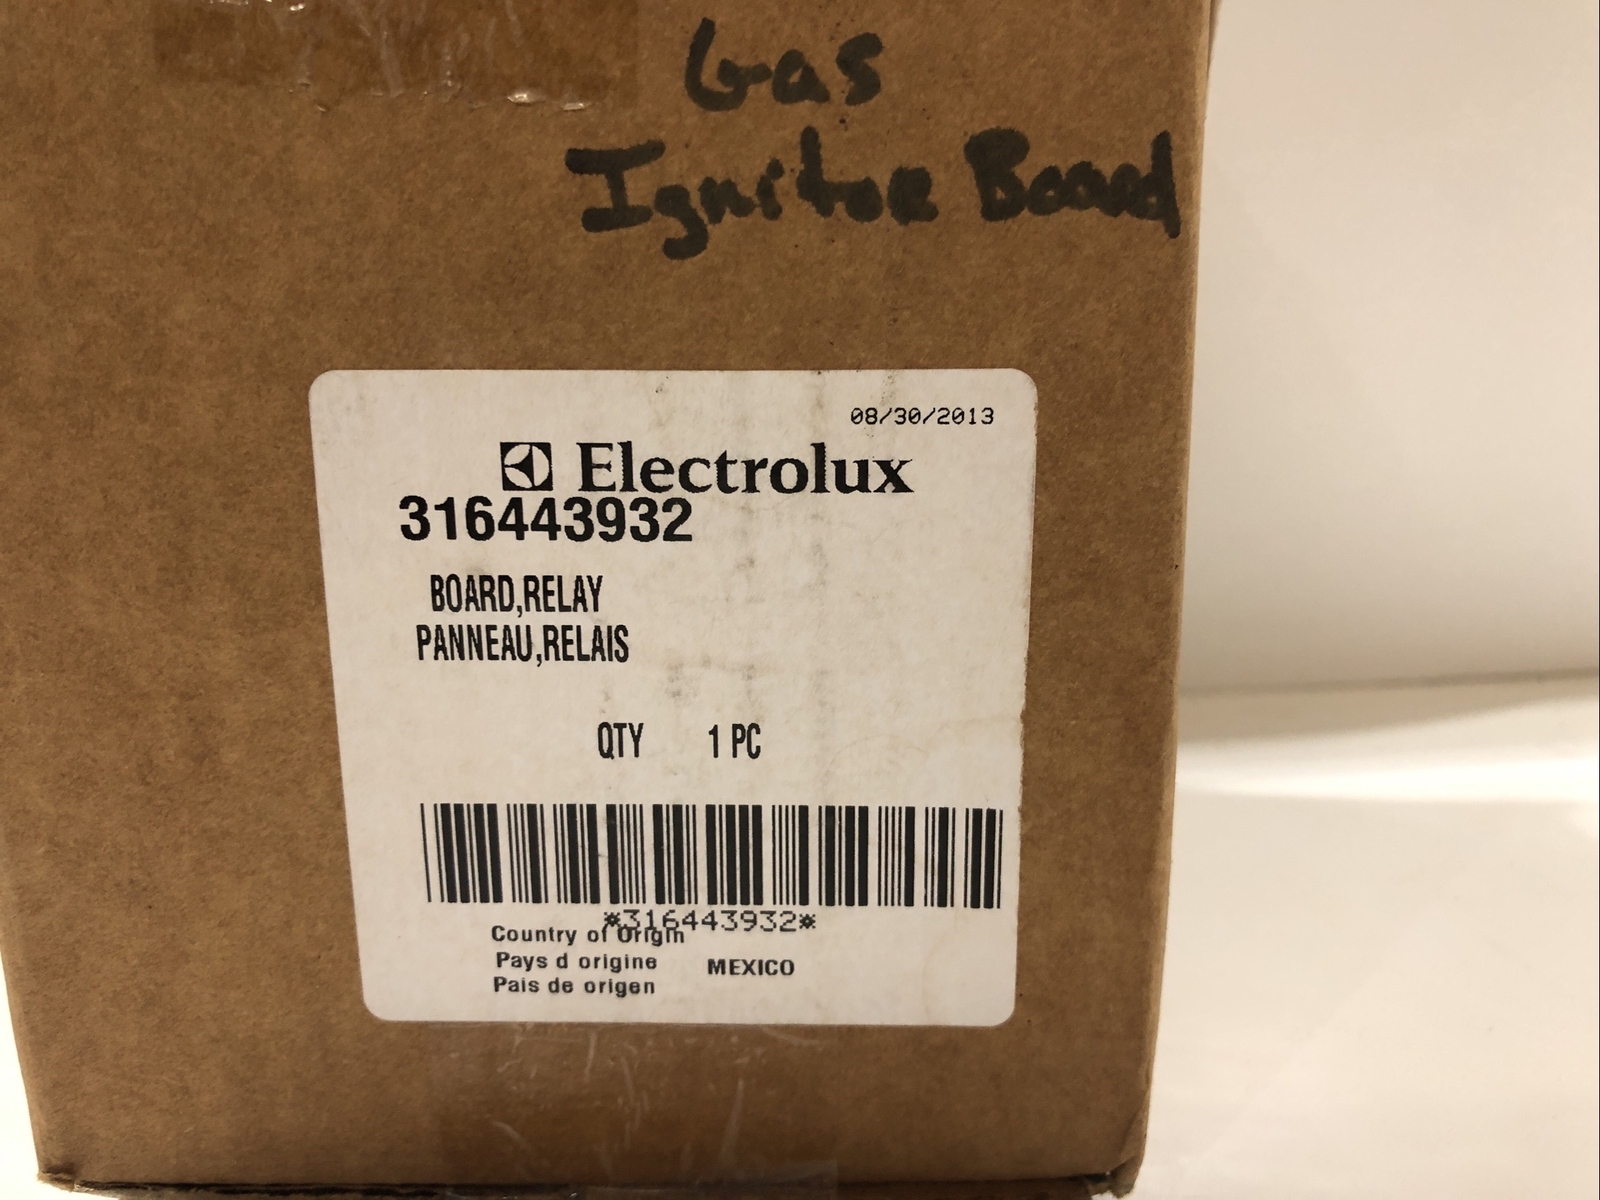 Gas
Ignitor Board
08/30/2013
Electrolux
316443932
BOARD,RELAY
PANNEAU,RELAIS
QTY 1 PC
*316443932*
Country of Origin
Pays d origine MEXICO
Pais de origen